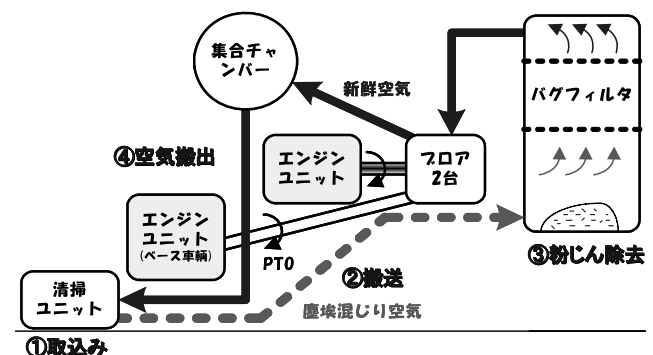 集合チャ
ンバー
新鮮空気
バグフィルタ
④空気搬出
エンジン
ユニット
ブロア
2台
エンジン
ユニット
(ベース車輌)
PTO
③粉じん除去
②搬送
清掃
ユニット
塵埃混じり空気
①取込み